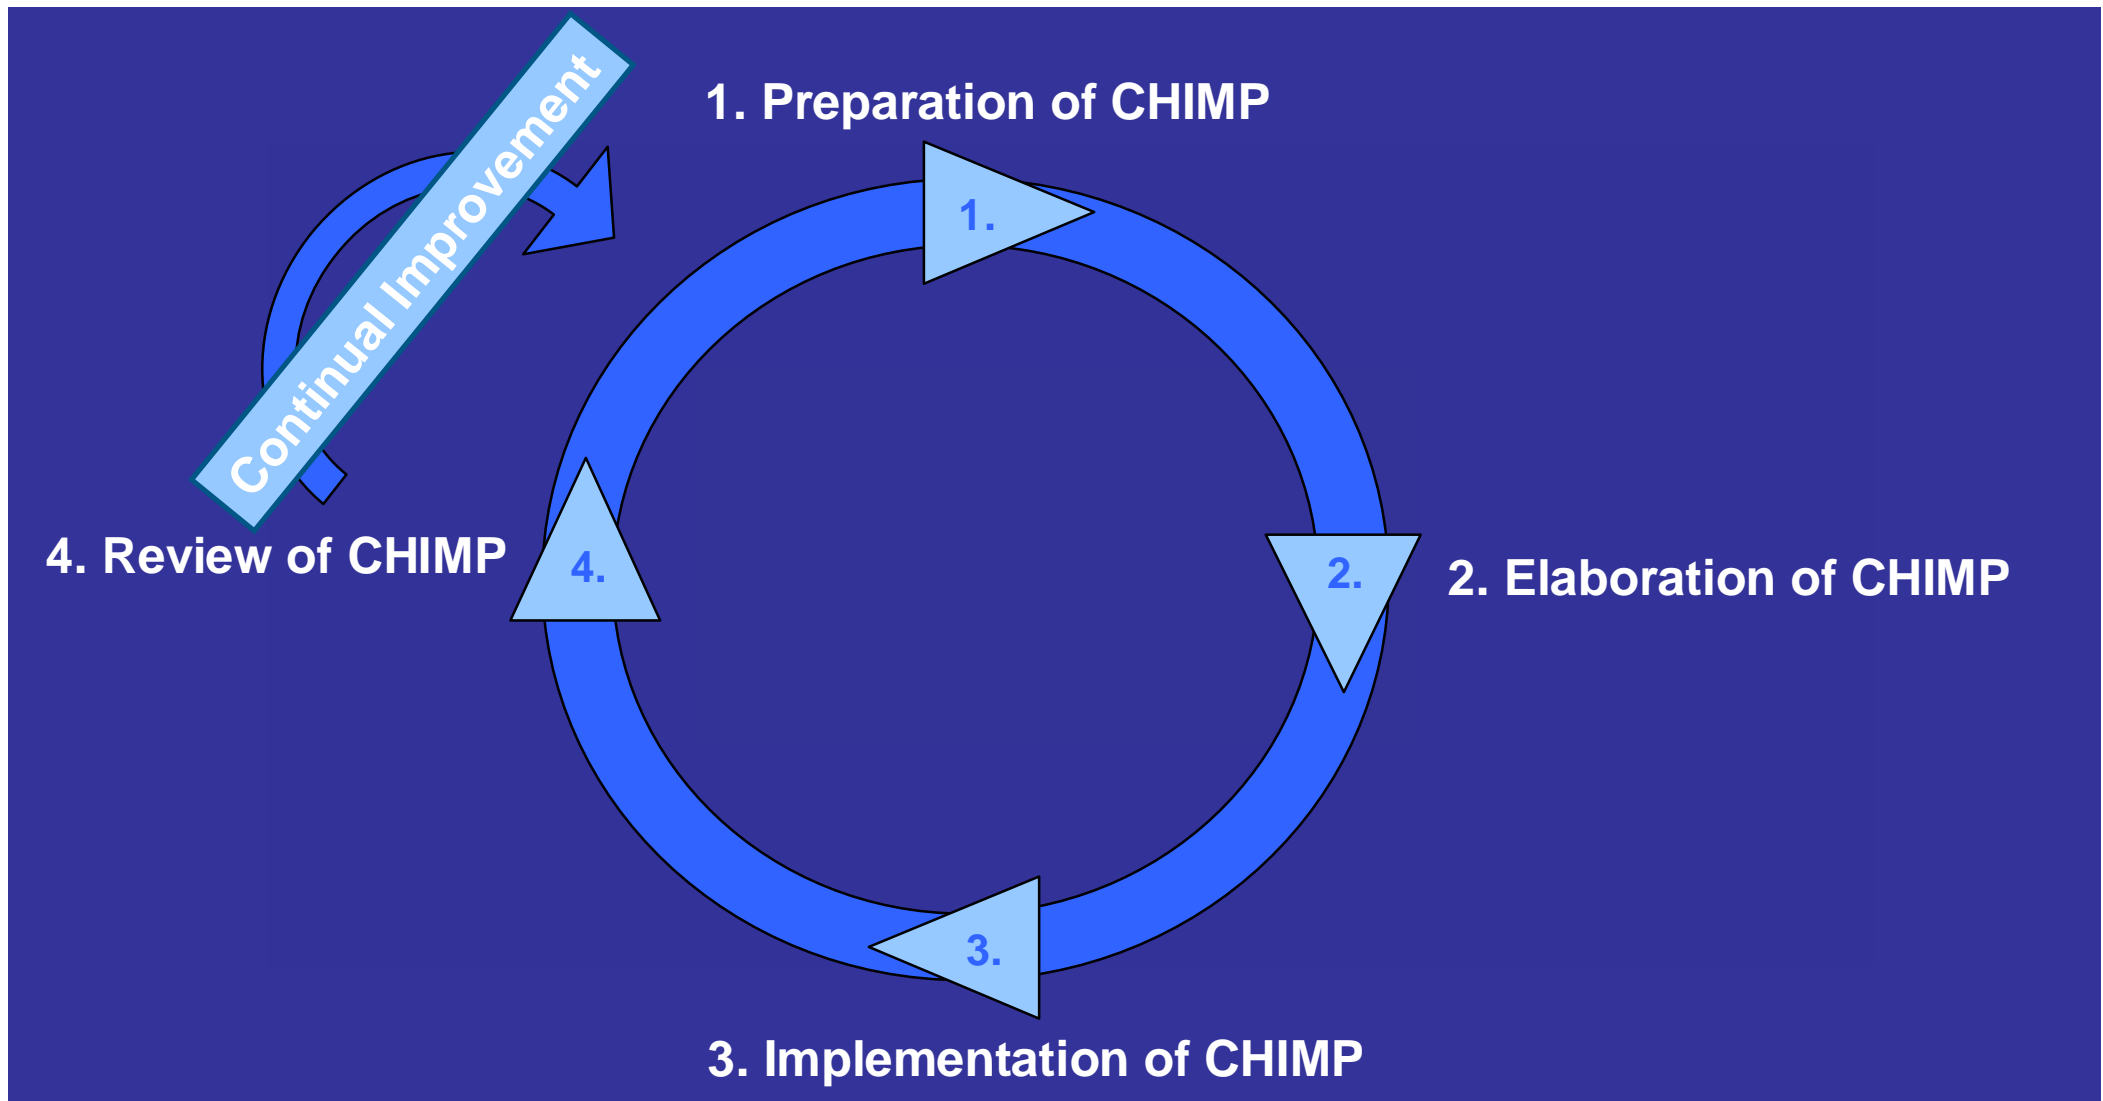 Continual Improvement
1. Preparation of CHIMP
1.
2.
2. Elaboration of CHIMP
3.
3. Implementation of CHIMP
4. Review of CHIMP
4.